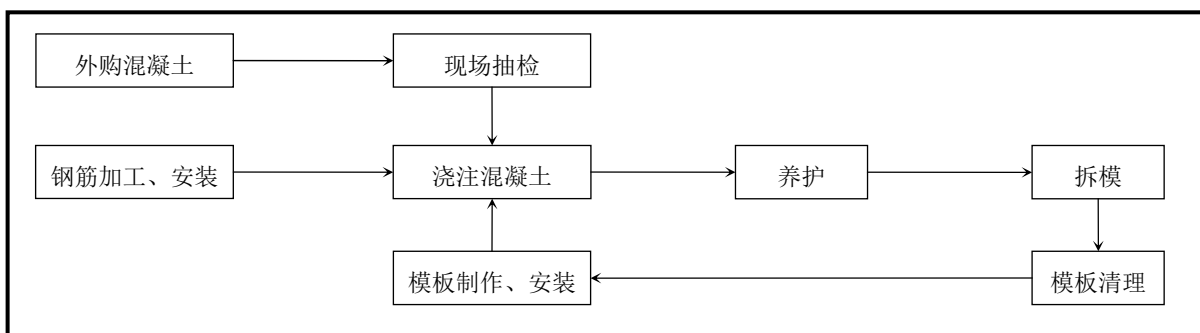 外购混凝土
现场抽检
钢筋加工、安装
浇注混凝土
养护
拆模
模板制作、安装
模板清理